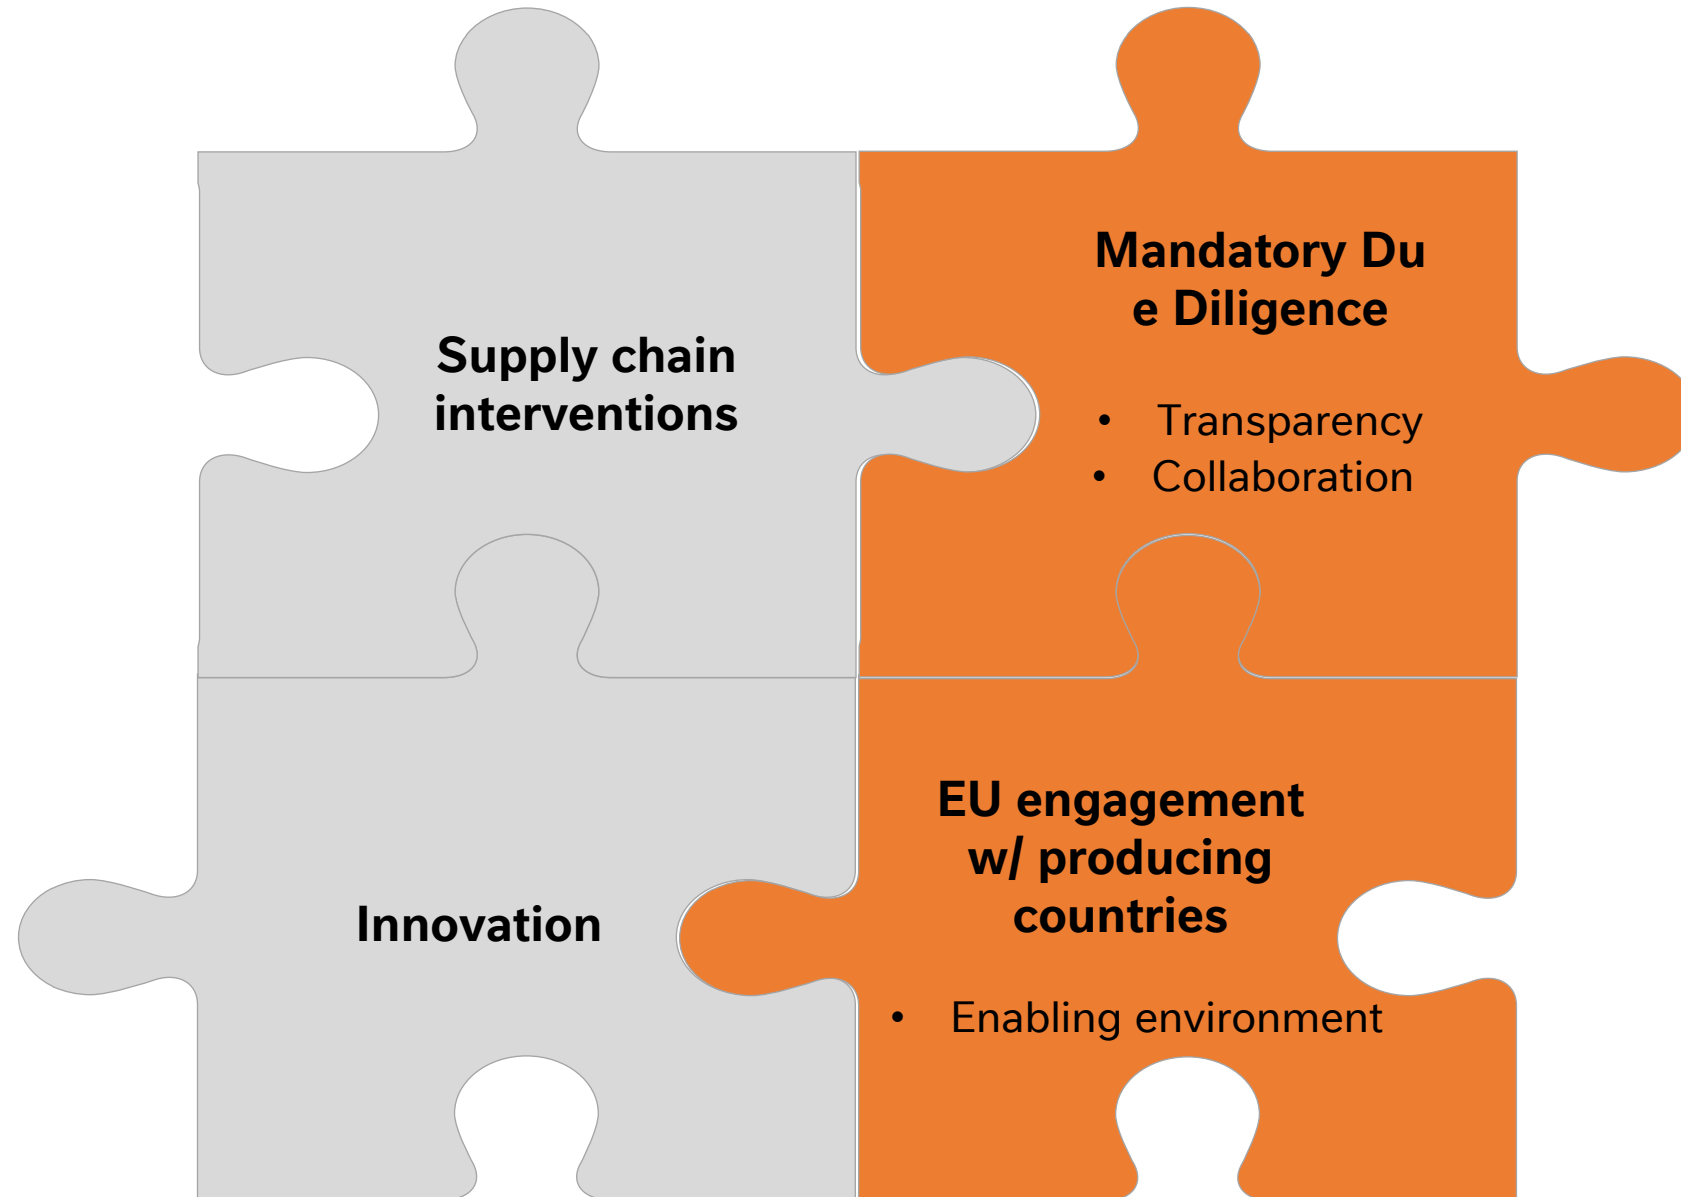 Supply chain
interventions
Mandatory Du
e Diligence
• Transparency
• Collaboration
Innovation
EU engagement
w/ producing
countries
• Enabling environment